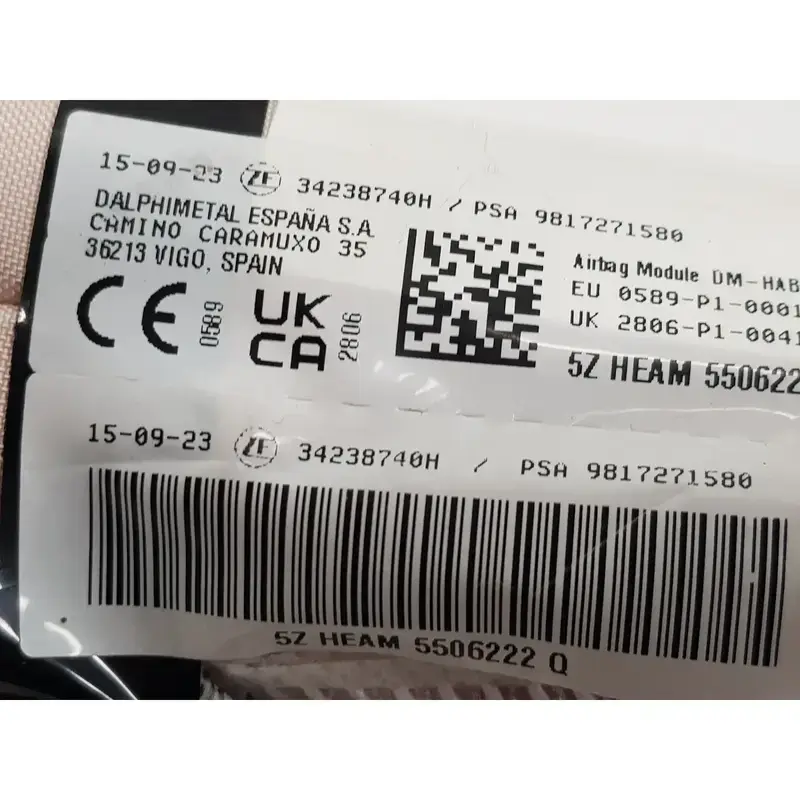 15-09-23 ZF 34238740H / PSA 9817271580
DALPHIMETAL ESPAÑA S.A.
CAMINO CARAMUXO 35
36213 VIGO, SPAIN
CE 0589
UK
CA 2806
Airbag Module DM-HAB
EU 0589-P1-0001
UK 2806-P1-0041
5Z HEAM 5506222
15-09-23 ZF 34238740H / PSA 9817271580
5Z HEAM 5506222 Q